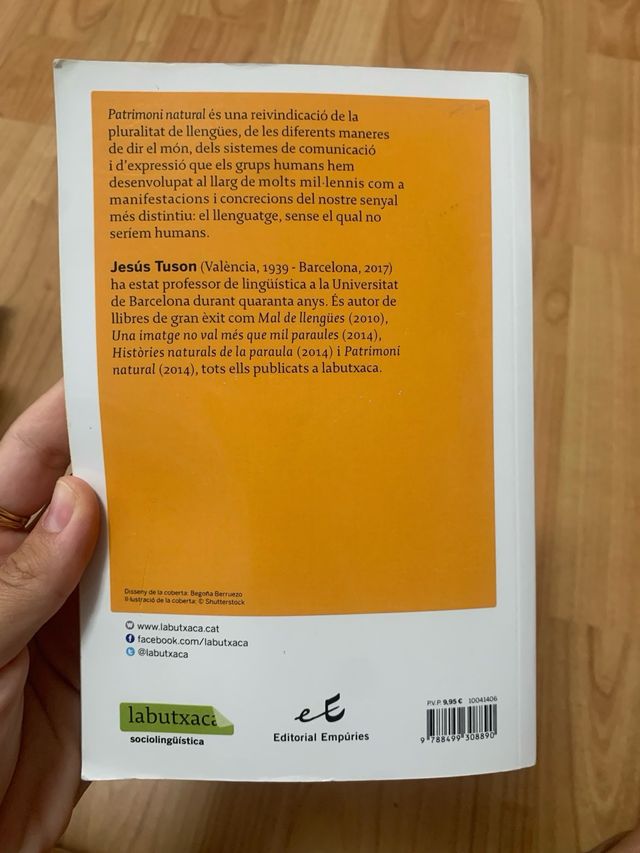 Patrimoni natural és una reivindicació de la
pluralitat de llengües, de les diferents maneres
de dir el món, dels sistemes de comunicació
i d'expressió que els grups humans hem
desenvolupat al llarg de molts mil·lennis com a
manifestacions i concrecions del nostre senyal
més distintiu: el llenguatge, sense el qual no
seríem humans.
Jesús Tuson (València, 1939 - Barcelona, 2017)
ha estat professor de lingüística a la Universitat
de Barcelona durant quaranta anys. És autor de
llibres de gran èxit com Mal de llengües (2010),
Una imatge no val més que mil paraules (2014),
Històries naturals de la paraula (2014) i Patrimoni
natural (2014), tots ells publicats a labutxaca.
Disseny de la coberta: Begoña Berruezo
Il·lustració de la coberta: © Shutterstock
www.labutxaca.cat
facebook.com/labutxaca
@labutxaca
labutxaca
sociolingüística
Editorial Empúries
P.V.P. 9,95 € 10041406
9 788499 308890